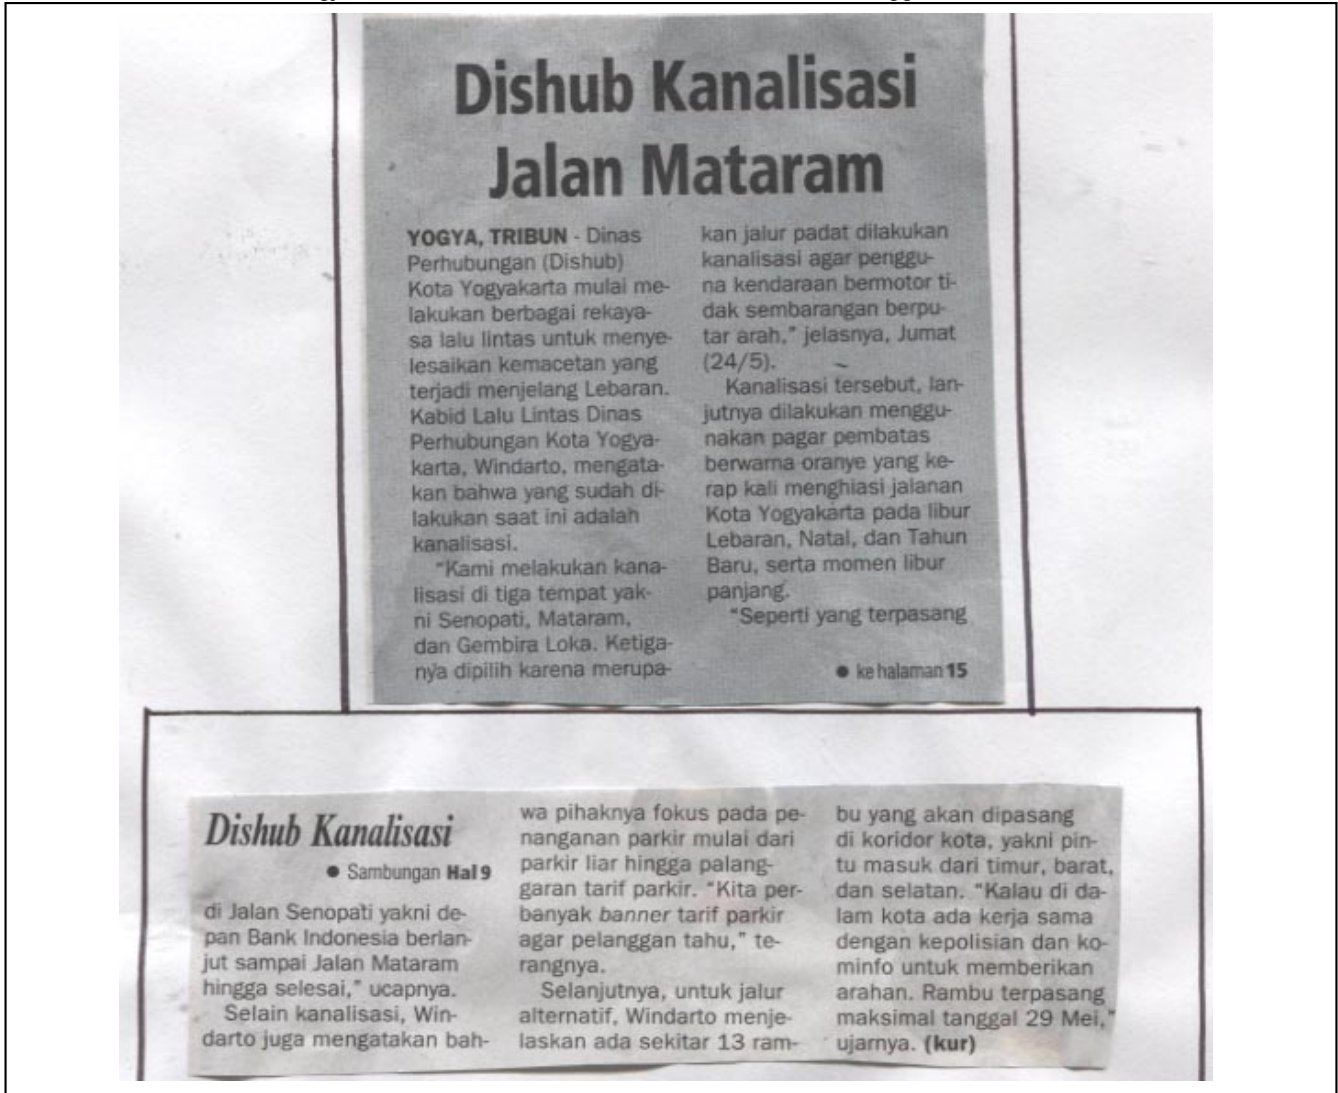 Dishub Kanalisasi
Jalan Mataram
YOGYA, TRIBUN - Dinas
Perhubungan (Dishub)
Kota Yogyakarta mulai me-
lakukan berbagai rekaya-
sa lalu lintas untuk menye-
lesaikan kemacetan yang
terjadi menjelang Lebaran.
Kabid Lalu Lintas Dinas
Perhubungan Kota Yogya-
karta, Windarto, mengata-
kan bahwa yang sudah di-
lakukan saat ini adalah
kanalisasi.
"Kami melakukan kana-
lisasi di tiga tempat yak-
ni Senopati, Mataram,
dan Gembira Loka. Ketiga-
nya dipilih karena merupa-
kan jalur padat dilakukan
kanalisasi agar penggu-
na kendaraan bermotor ti-
dak sembarangan berpu-
tar arah," jelasnya, Jumat
(24/5).
Kanalisasi tersebut, lan-
jutnya dilakukan menggu-
nakan pagar pembatas
berwarna oranye yang ke-
rap kali menghiasi jalanan
Kota Yogyakarta pada libur
Lebaran, Natal, dan Tahun
Baru, serta momen libur
panjang.
"Seperti yang terpasang
● ke halaman 15
Dishub Kanalisasi
● Sambungan Hal 9
di Jalan Senopati yakni de-
pan Bank Indonesia berlan-
jut sampai Jalan Mataram
hingga selesai," ucapnya.
Selain kanalisasi, Win-
darto juga mengatakan bah-
wa pihaknya fokus pada pe-
nanganan parkir mulai dari
parkir liar hingga palang-
garan tarif parkir. "Kita per-
banyak banner tarif parkir
agar pelanggan tahu," te-
rangnya.
Selanjutnya, untuk jalur
alternatif, Windarto menje-
laskan ada sekitar 13 ram-
bu yang akan dipasang
di koridor kota, yakni pin-
tu masuk dari timur, barat,
dan selatan. "Kalau di da-
lam kota ada kerja sama
dengan kepolisian dan ko-
minfo untuk memberikan
arahan. Rambu terpasang
maksimal tanggal 29 Mei,"
ujarnya. (kur)